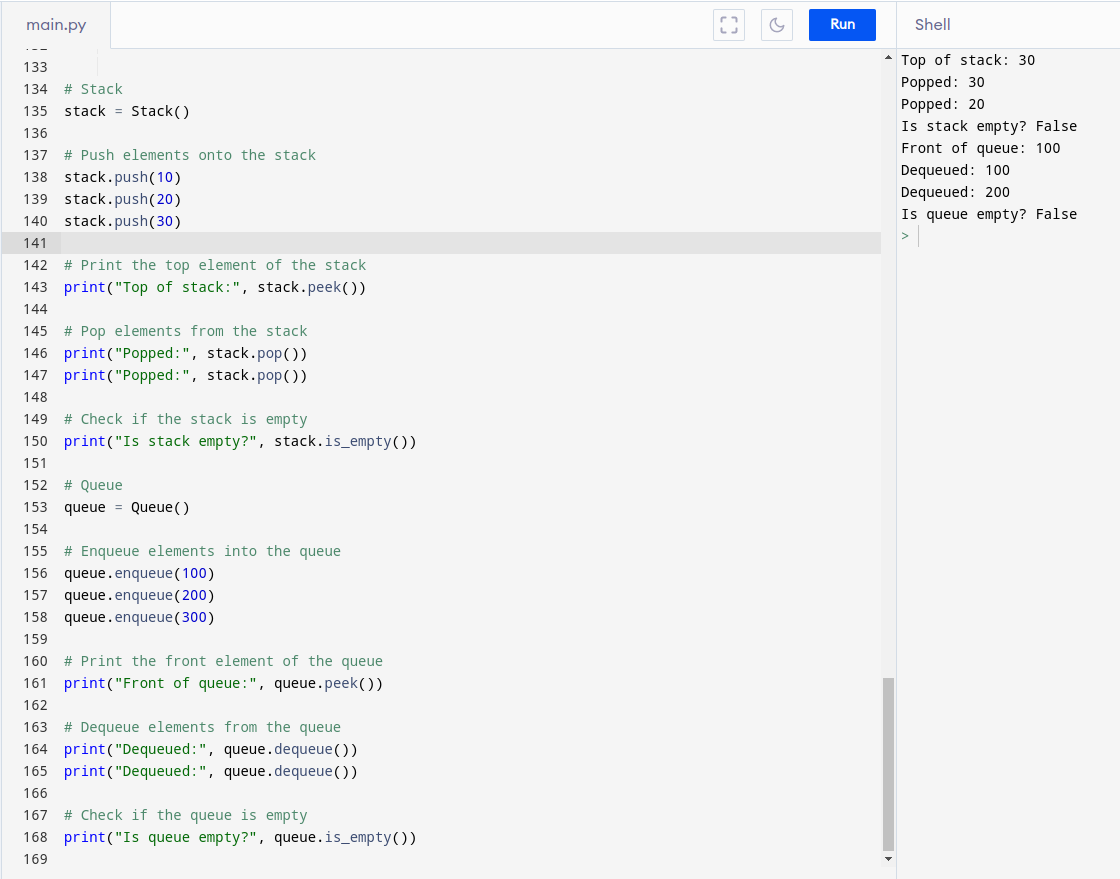 main.py
Run
Shell
133
134 # Stack
135 stack = Stack()
136
137 # Push elements onto the stack
138 stack.push(10)
139 stack.push(20)
140 stack.push(30)
141
142 # Print the top element of the stack
143 print("Top of stack:", stack.peek())
144
145 # Pop elements from the stack
146 print("Popped:", stack.pop())
147 print("Popped:", stack.pop())
148
149 # Check if the stack is empty
150 print("Is stack empty?", stack.is_empty())
151
152 # Queue
153 queue = Queue()
154
155 # Enqueue elements into the queue
156 queue.enqueue(100)
157 queue.enqueue(200)
158 queue.enqueue(300)
159
160 # Print the front element of the queue
161 print("Front of queue:", queue.peek())
162
163 # Dequeue elements from the queue
164 print("Dequeued:", queue.dequeue())
165 print("Dequeued:", queue.dequeue())
166
167 # Check if the queue is empty
168 print("Is queue empty?", queue.is_empty())
169
Top of stack: 30
Popped: 30
Popped: 20
Is stack empty? False
Front of queue: 100
Dequeued: 100
Dequeued: 200
Is queue empty? False
>